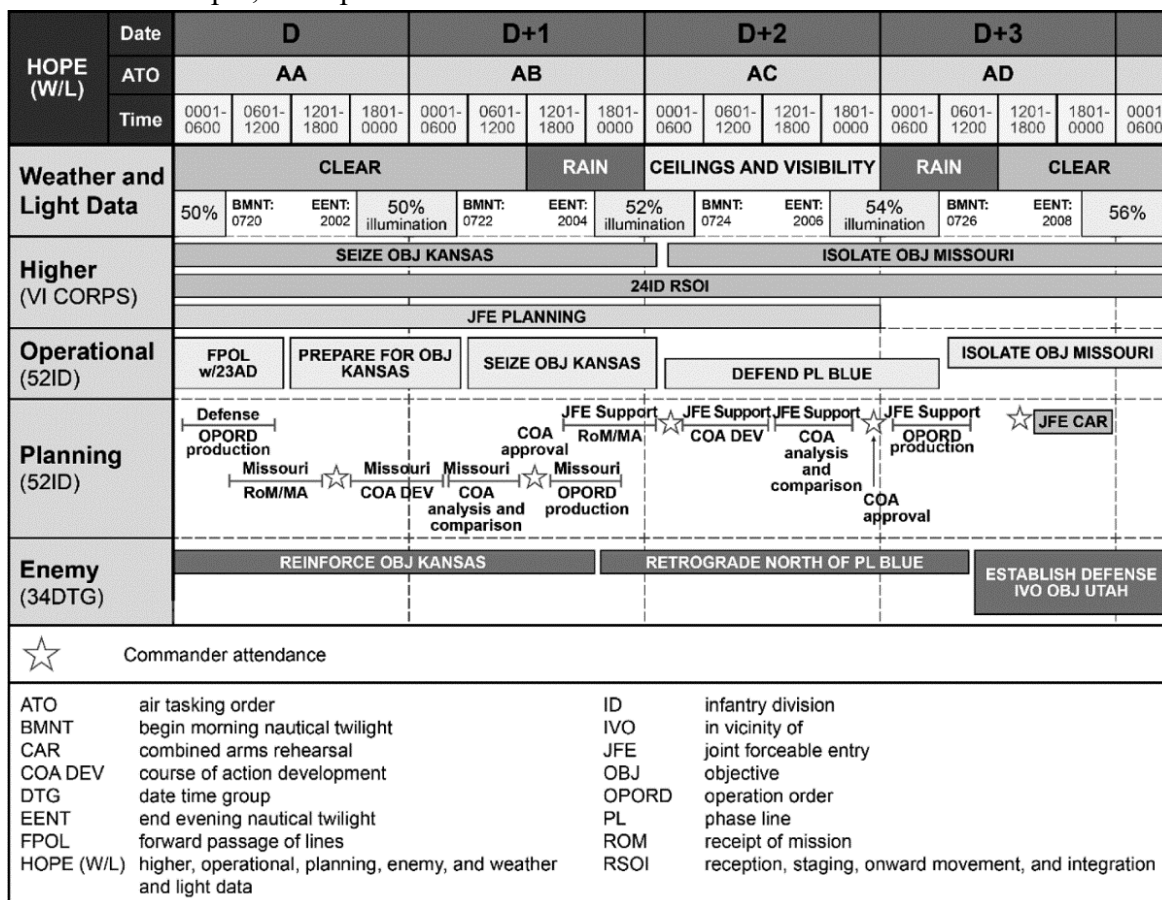 HOPE
(W/L)
Date
D
D+1
D+2
D+3
ATO
AA
AB
AC
AD
Time
0001-
0600
0601-
1200
1201-
1800
1801-
0000
0001-
0600
0601-
1200
1201-
1800
1801-
0000
0001-
0600
0601-
1200
1201-
1800
1801-
0000
0001-
0600
0601-
1200
1201-
1800
1801-
0000
0001-
0600
Weather and
Light Data
CLEAR
RAIN
CEILINGS AND VISIBILITY
RAIN
CLEAR
50%
BMNT:
0720
EENT:
2002
50%
illumination
BMNT:
0722
EENT:
2004
52%
illumination
BMNT:
0724
EENT:
2006
54%
illumination
BMNT:
0726
EENT:
2008
56%
Higher
(VI CORPS)
SEIZE OBJ KANSAS
ISOLATE OBJ MISSOURI
24ID RSOI
JFE PLANNING
Operational
(52ID)
FPOL
w/23AD
PREPARE FOR OBJ
KANSAS
SEIZE OBJ KANSAS
DEFEND PL BLUE
ISOLATE OBJ MISSOURI
Planning
(52ID)
Defense
OPORD
production
Missouri
RoM/MA
Missouri
COA DEV
Missouri
COA
analysis and
comparison
COA
approval
Missouri
OPORD
production
JFE Support
RoM/MA
JFE Support
COA DEV
JFE Support
COA
analysis
and
comparison
COA
approval
JFE Support
OPORD
production
JFE CAR
Enemy
(34DTG)
REINFORCE OBJ KANSAS
RETROGRADE NORTH OF PL BLUE
ESTABLISH DEFENSE
IVO OBJ UTAH
Commander attendance
ATO air tasking order
BMNT begin morning nautical twilight
CAR combined arms rehearsal
COA DEV course of action development
DTG date time group
EENT end evening nautical twilight
FPOL forward passage of lines
HOPE (W/L) higher, operational, planning, enemy, and weather
and light data
ID infantry division
IVO in vicinity of
JFE joint forceable entry
OBJ objective
OPORD operation order
PL phase line
ROM receipt of mission
RSOI reception, staging, onward movement, and integration